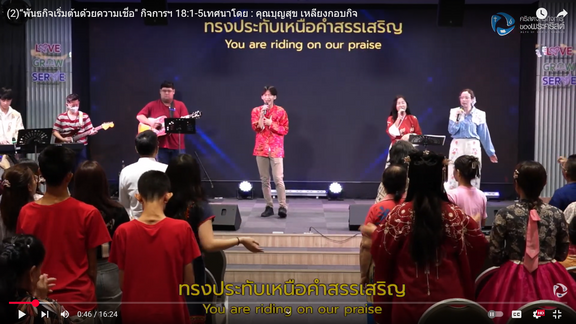 (2)"พันธกิจเริ่มต้นด้วยความเชื่อ" กิจการฯ 18:1-5เทศนาโดย : คุณบุญสุข เหลียงกอบกิจ
ทรงประทับเหนือคำสรรเสริญ
You are riding on our praise
LOVE
SERVE
ทรงประทับเหนือคำสรรเสริญ
You are riding on our praise
0:46 / 16:24